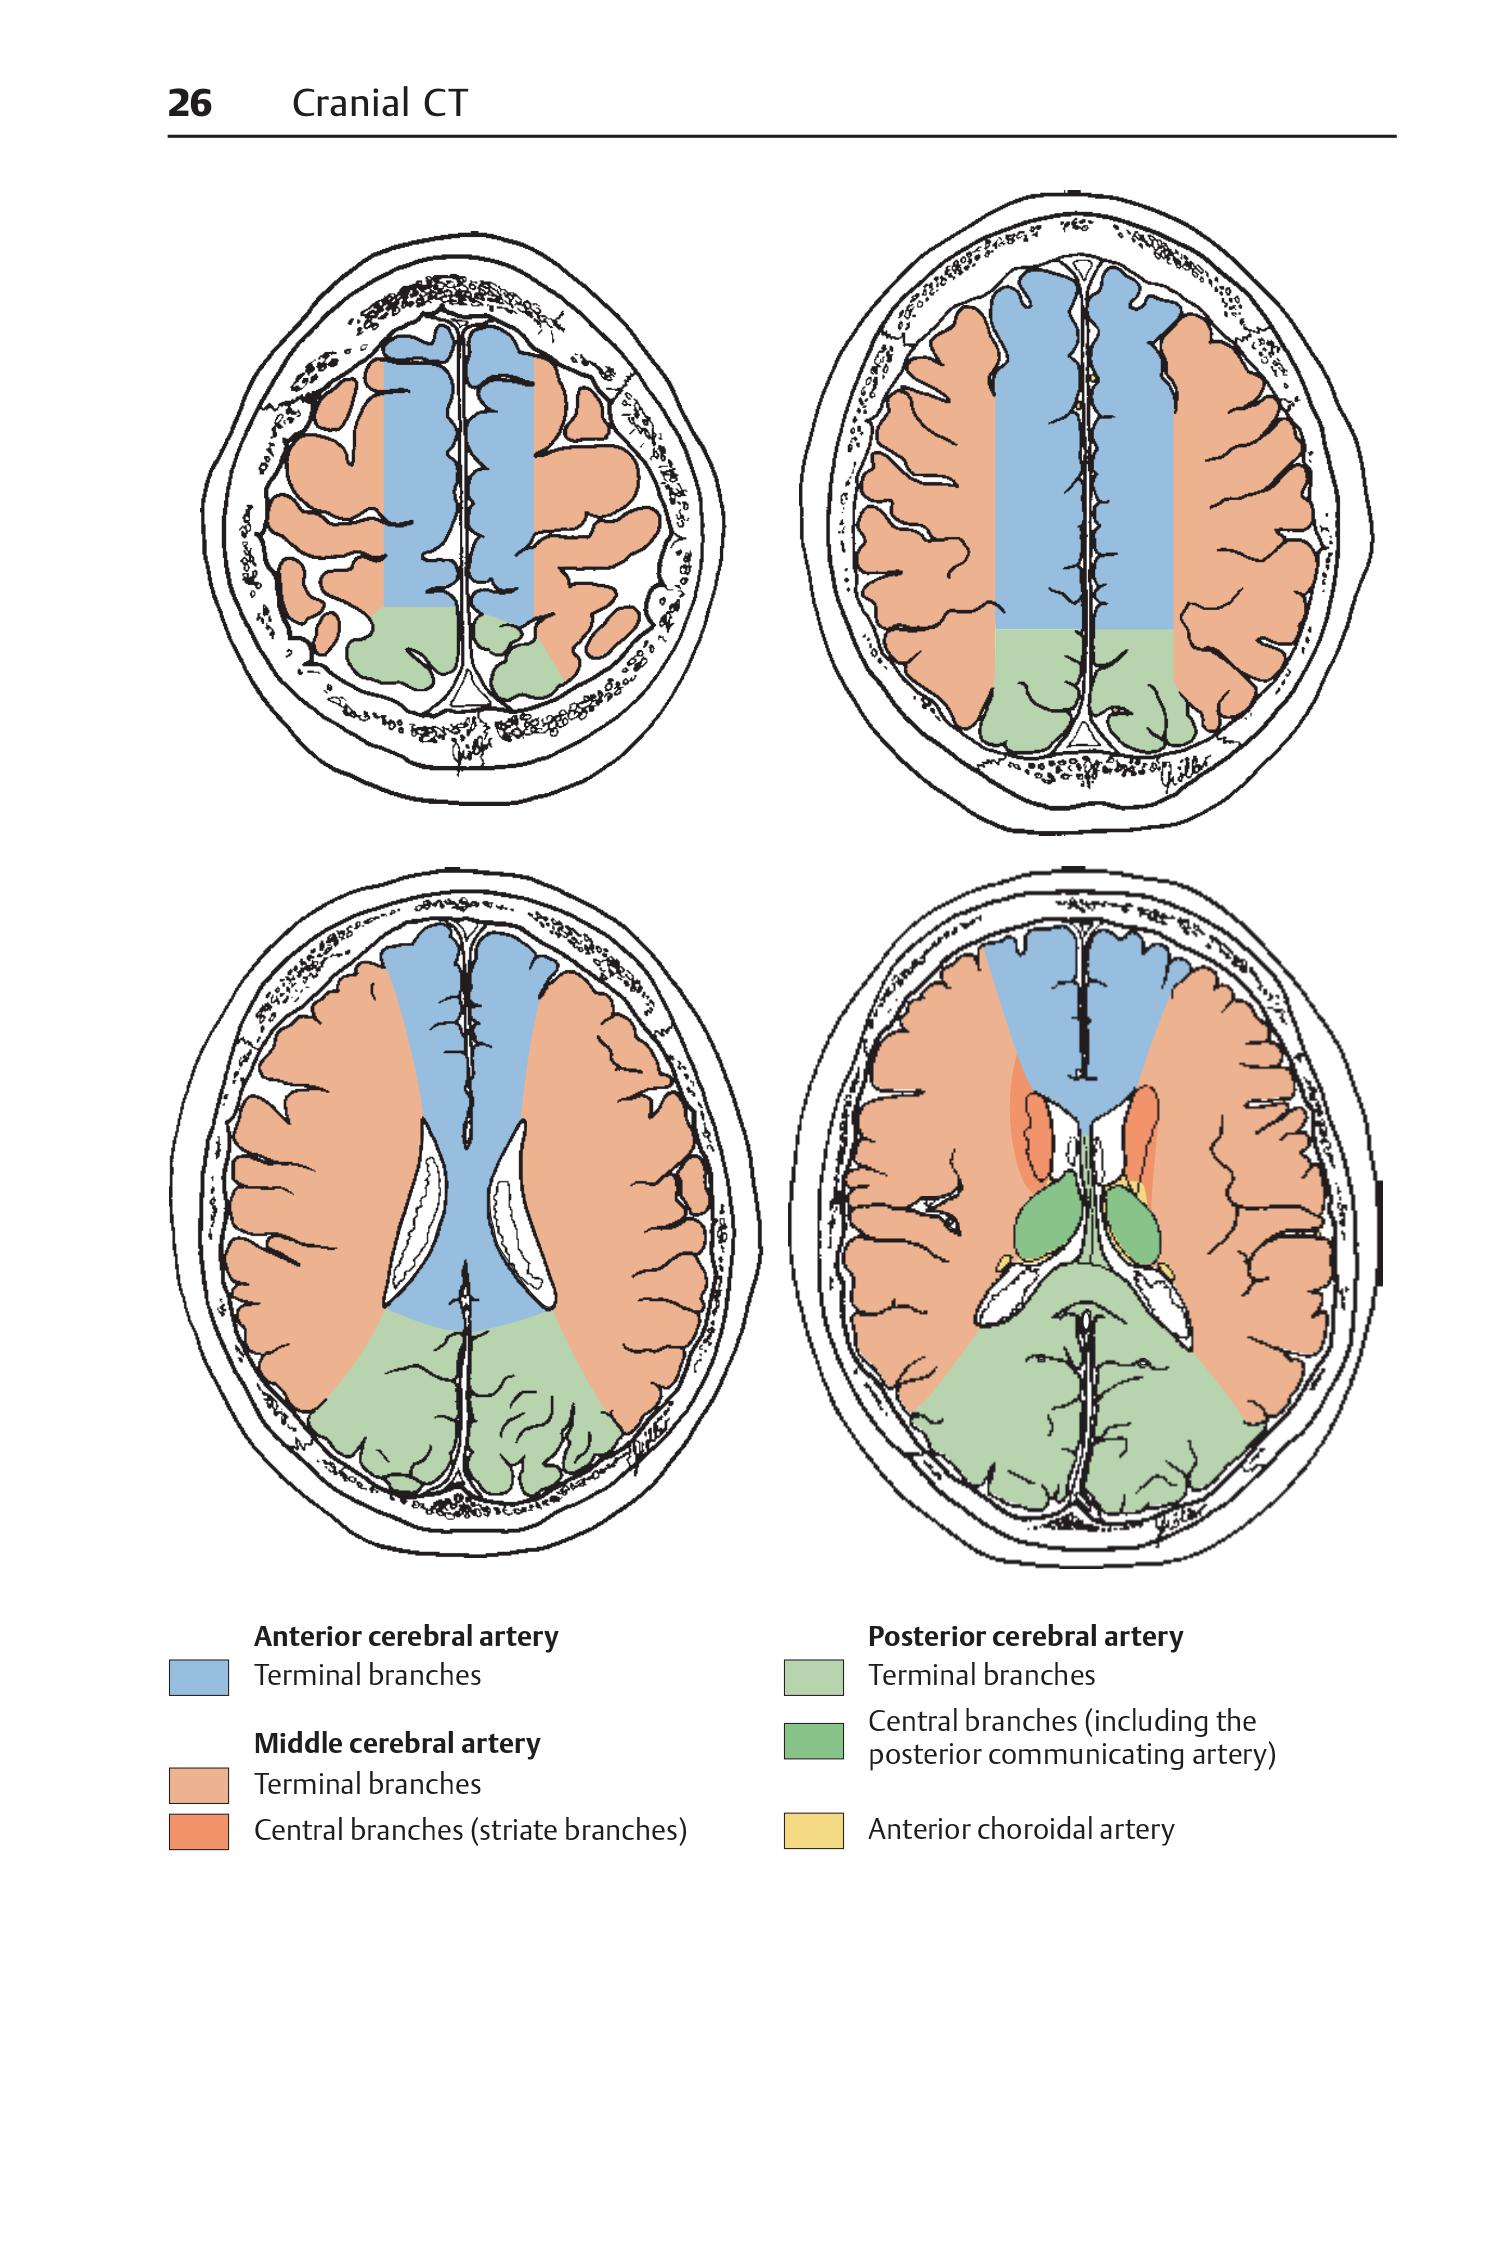 26 Cranial CT
Anterior cerebral artery
Terminal branches
Middle cerebral artery
Terminal branches
Central branches (striate branches)
Posterior cerebral artery
Terminal branches
Central branches (including the
posterior communicating artery)
Anterior choroidal artery